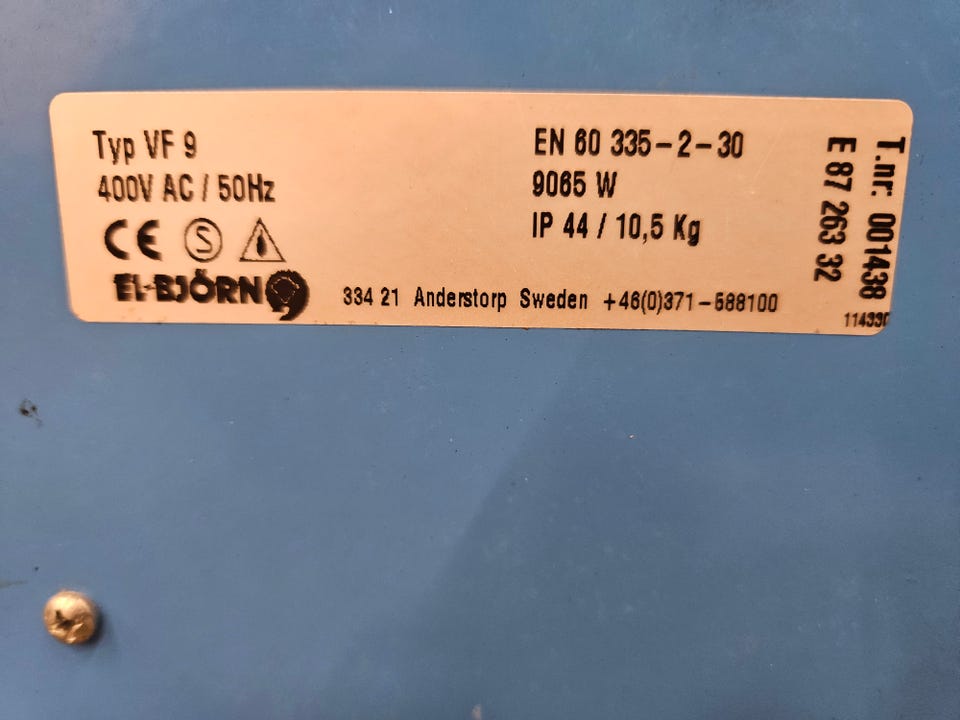 Typ VF 9
400V AC / 50Hz
CE S
EL-BJÖRN
EN 60 335-2-30
9065 W
IP 44 / 10,5 Kg
334 21 Anderstorp Sweden +46(0)371-588100
T.nr: 001438
E 87 263 32